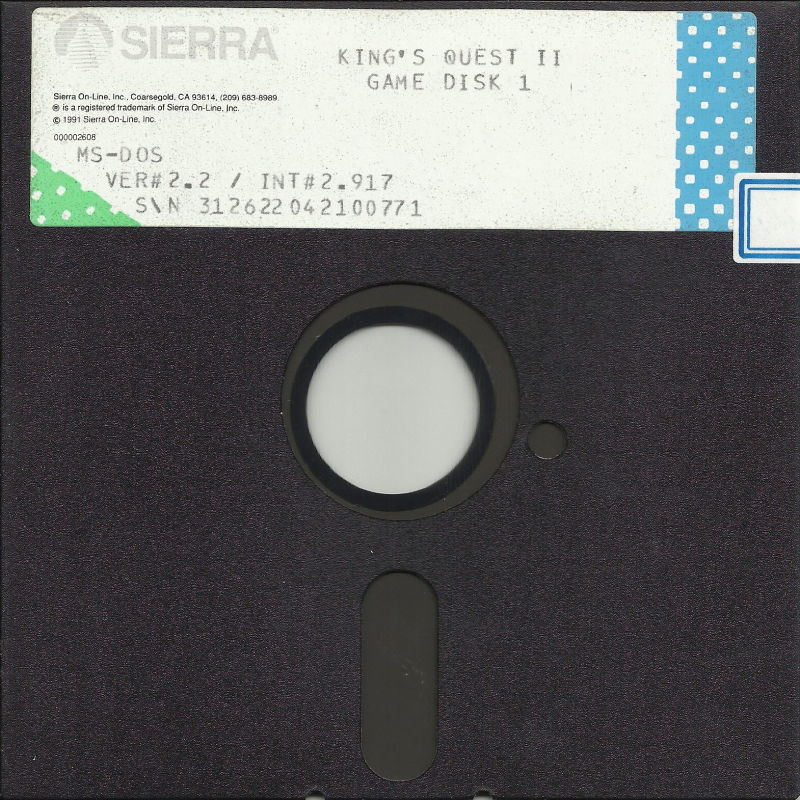 SIERRA
KING'S QUEST II
GAME DISK 1
Sierra On-Line, Inc., Coarsegold, CA 93614, (209) 683-8989
® is a registered trademark of Sierra On-Line, Inc.
© 1991 Sierra On-Line, Inc.
000002608
MS-DOS
VER#2.2 / INT#2.917
S\N 312622042100771